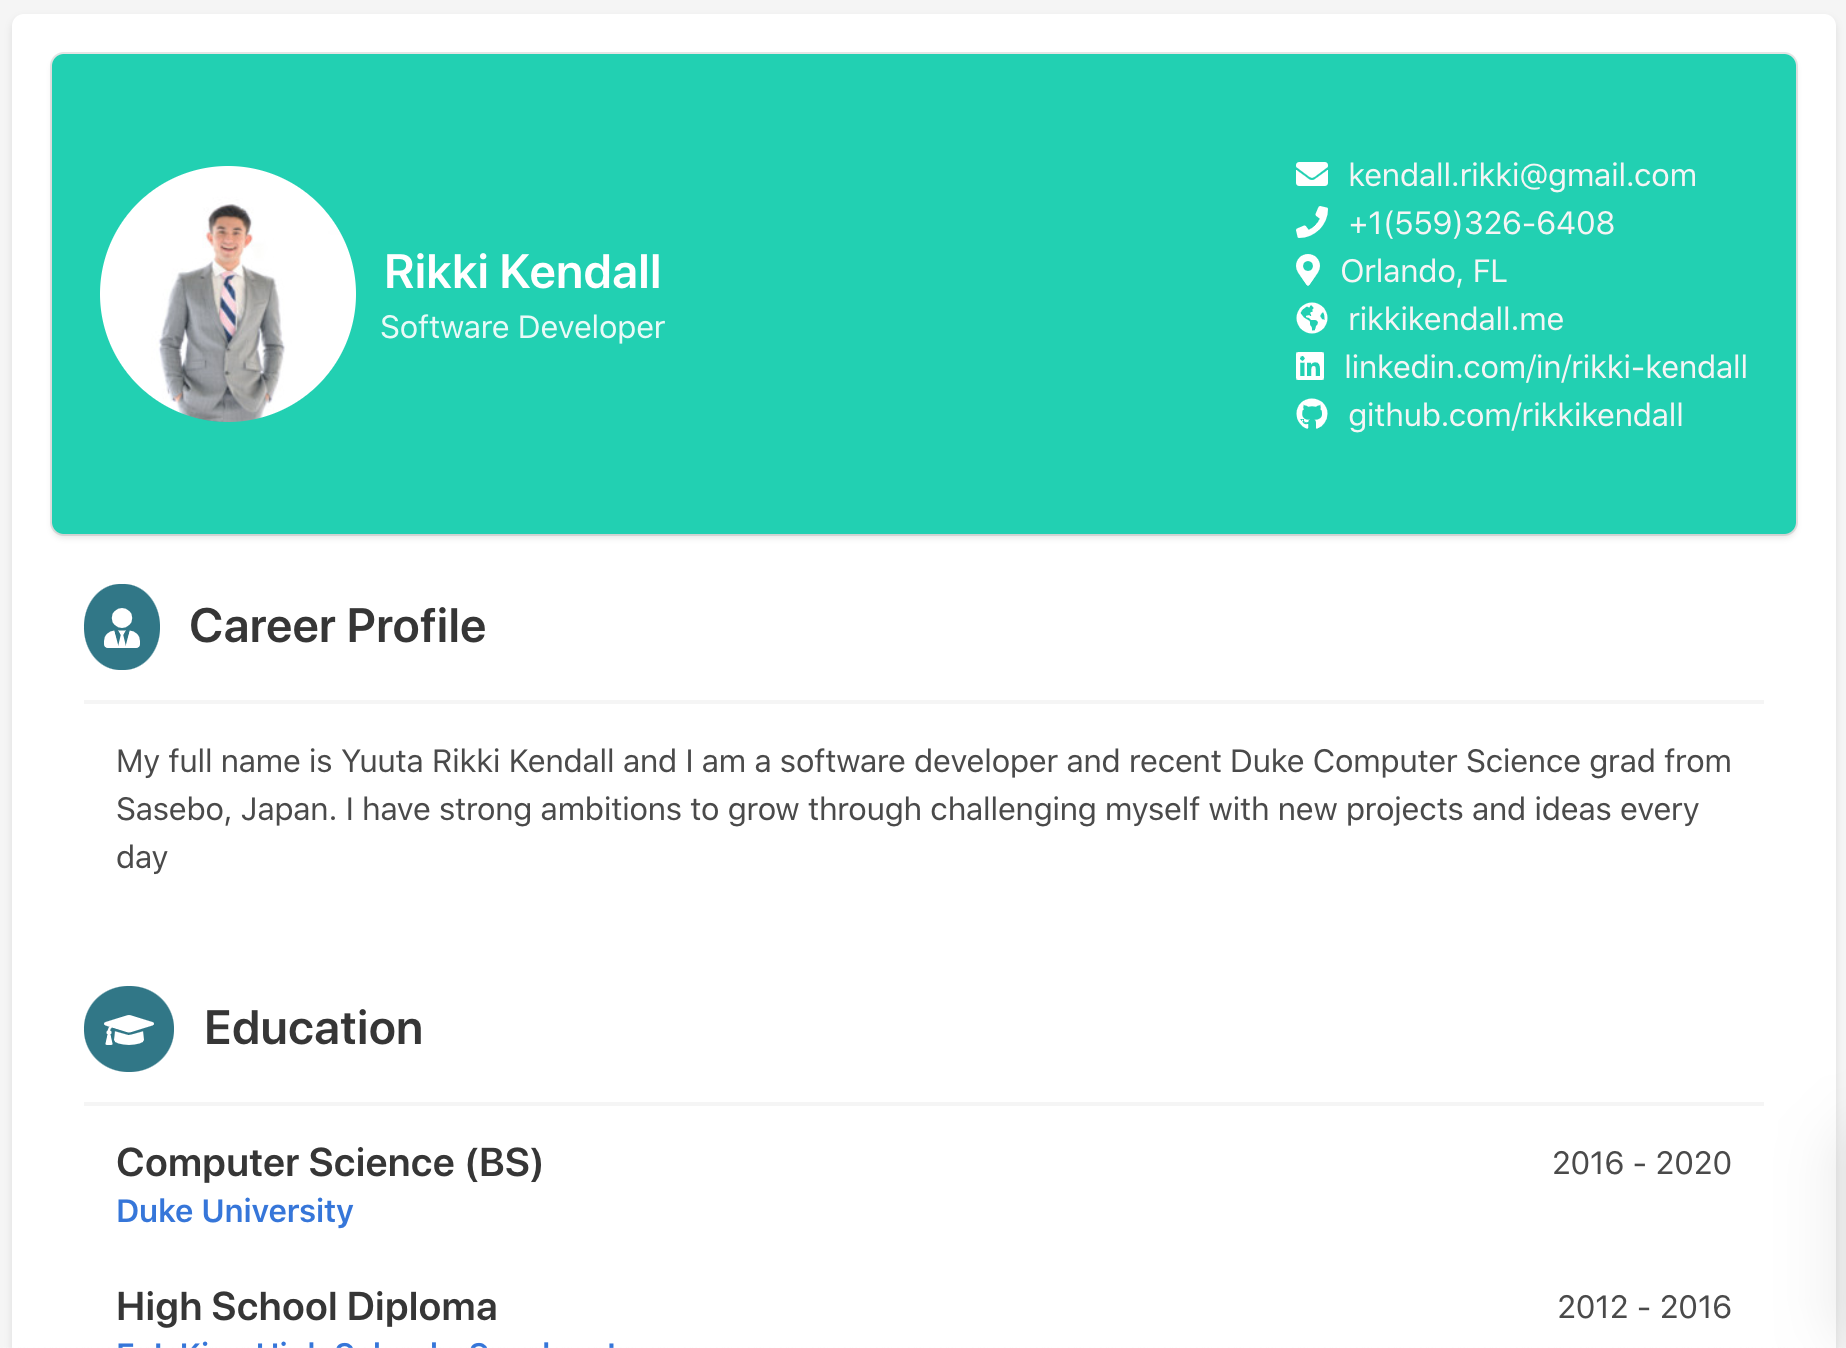 Rikki Kendall
Software Developer
kendall.rikki@gmail.com
+1(559)326-6408
Orlando, FL
rikkikendall.me
linkedin.com/in/rikki-kendall
github.com/rikkikendall
Career Profile
My full name is Yuuta Rikki Kendall and I am a software developer and recent Duke Computer Science grad from
Sasebo, Japan. I have strong ambitions to grow through challenging myself with new projects and ideas every
day
Education
Computer Science (BS)
2016 - 2020
Duke University
High School Diploma
2012 - 2016